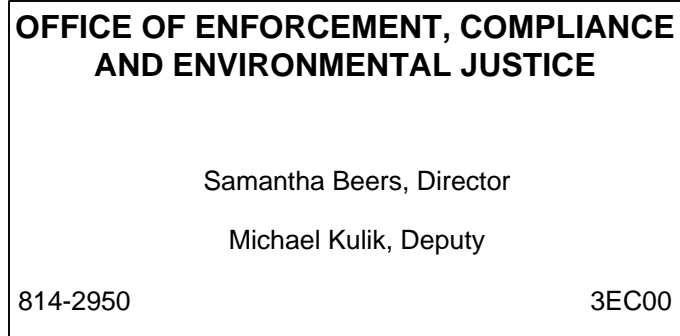 OFFICE OF ENFORCEMENT, COMPLIANCE
AND ENVIRONMENTAL JUSTICE
Samantha Beers, Director
Michael Kulik, Deputy
814-2950 3EC00